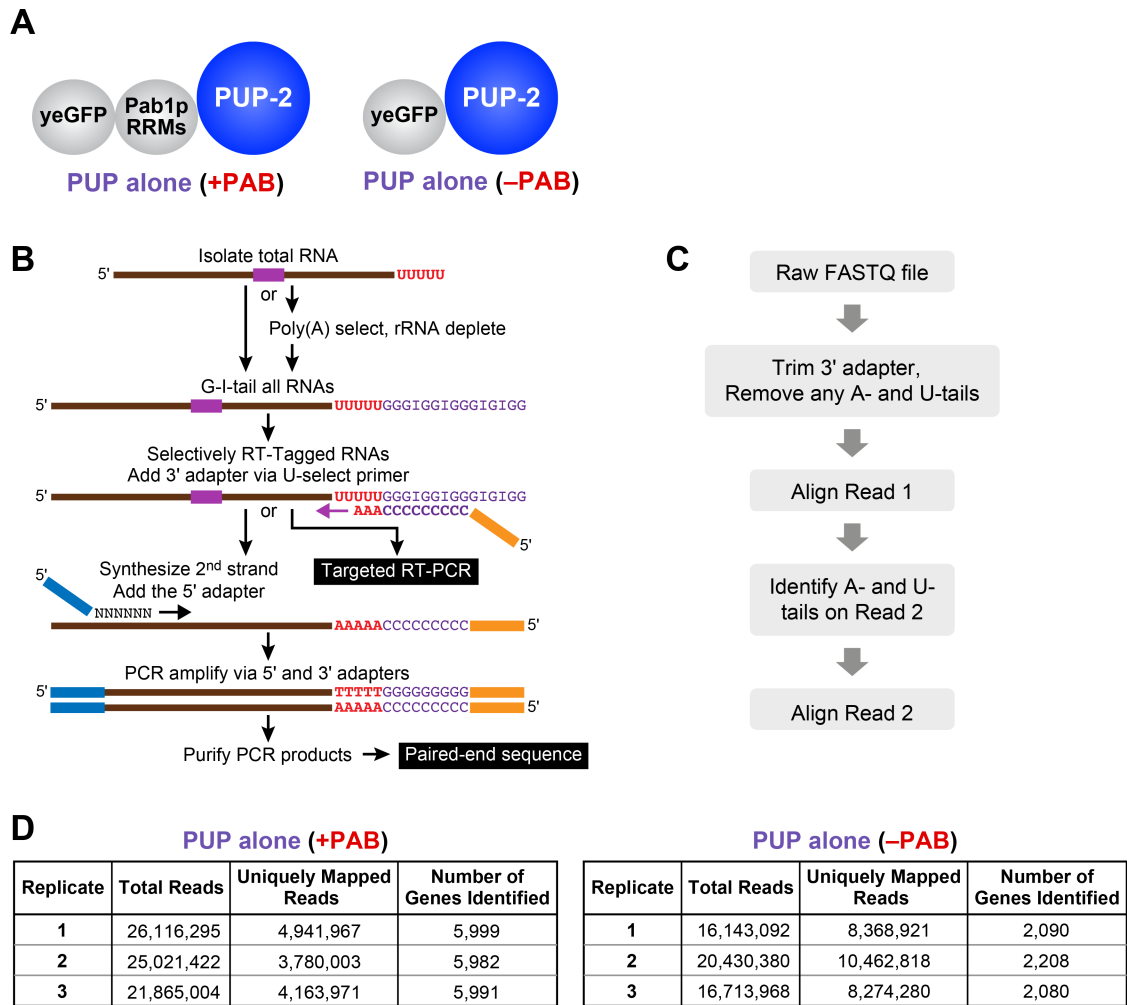 A
yeGFP
Pab1p
RRMs
PUP-2
PUP alone (+PAB)
yeGFP
PUP-2
PUP alone (–PAB)
B
Isolate total RNA
5' UUUUU
or
Poly(A) select, rRNA deplete
G-I-tail all RNAs
5' UUUUUGGGIGGIGGGIGIGG
Selectively RT-Tagged RNAs
Add 3' adapter via U-select primer
5' UUUUUGGGIGGIGGGIGIGG
or AAACCCCCCCCC
5'
Targeted RT-PCR
Synthesize 2nd strand
Add the 5' adapter
5'
NNNNNN
AAAAACCCCCCCCC 5'
PCR amplify via 5' and 3' adapters
5' TTTTTGGGGGGGGG
AAAAACCCCCCCCC 5'
Purify PCR products
Paired-end sequence
C
Raw FASTQ file
Trim 3' adapter,
Remove any A- and U-tails
Align Read 1
Identify A- and U-
tails on Read 2
Align Read 2
D
PUP alone (+PAB)
Replicate Total Reads Uniquely Mapped Reads Number of Genes Identified
1 26,116,295 4,941,967 5,999
2 25,021,422 3,780,003 5,982
3 21,865,004 4,163,971 5,991
PUP alone (–PAB)
Replicate Total Reads Uniquely Mapped Reads Number of Genes Identified
1 16,143,092 8,368,921 2,090
2 20,430,380 10,462,818 2,208
3 16,713,968 8,274,280 2,080